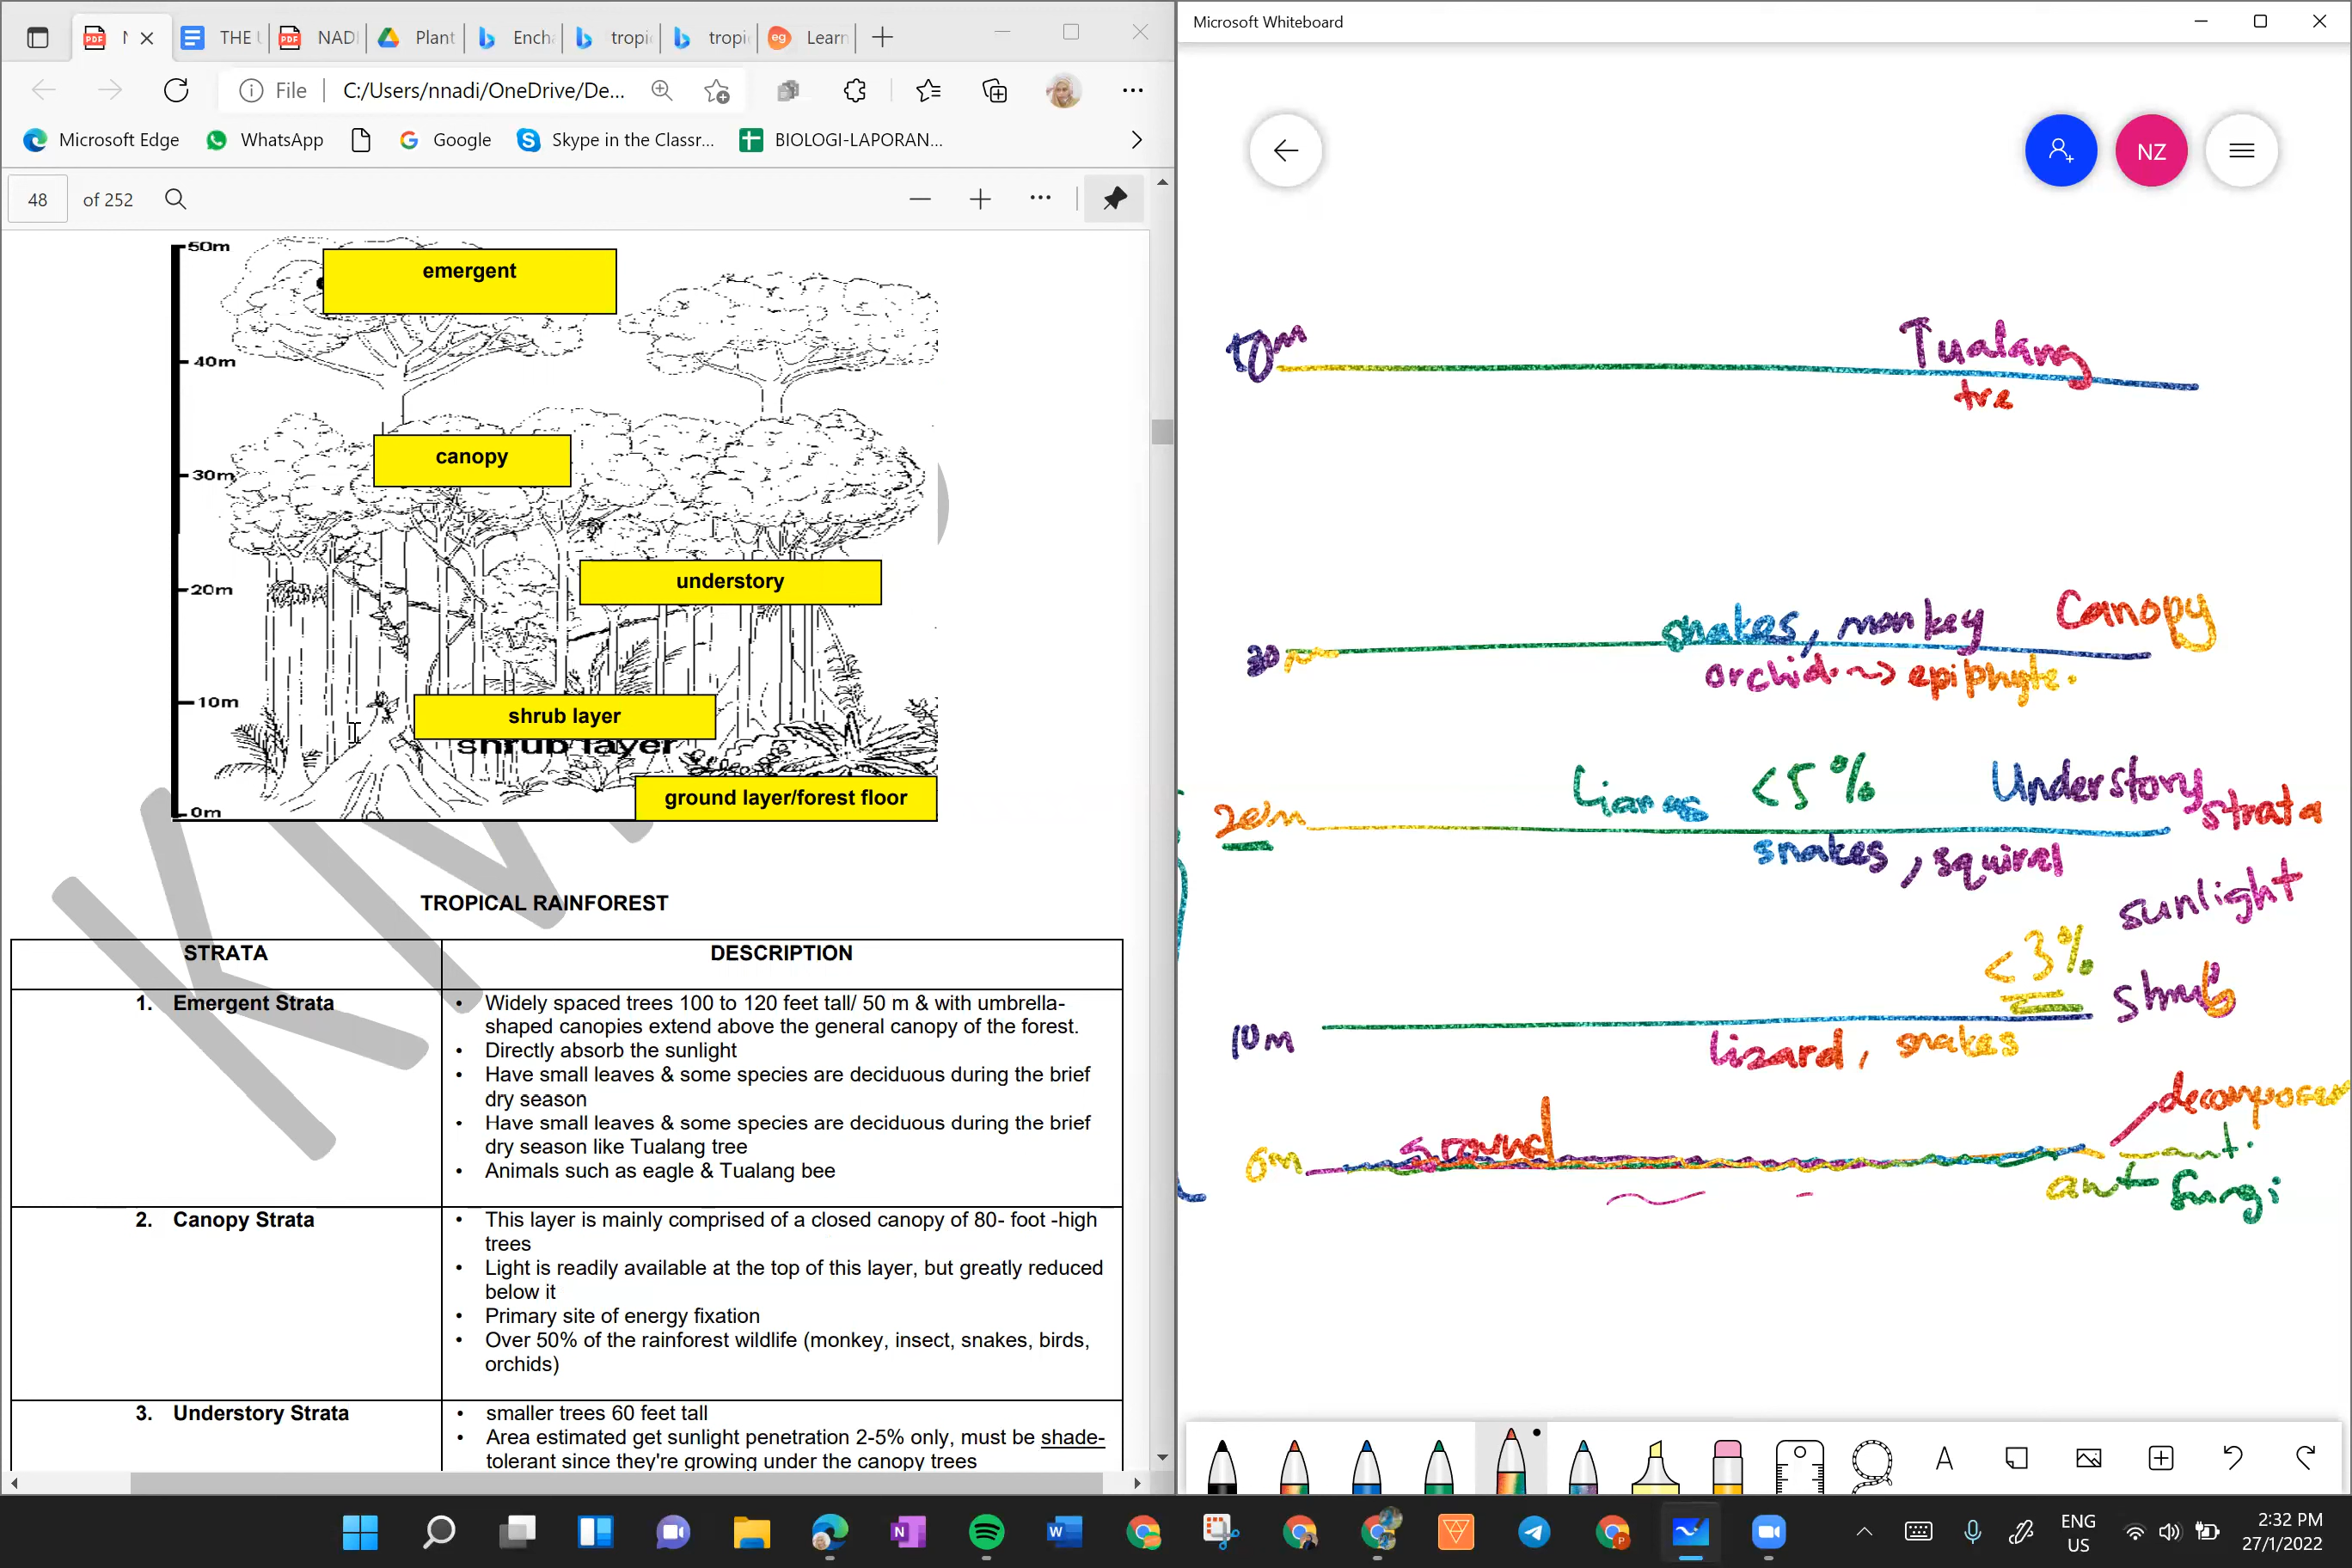 THE
NAD
Plant
Ench
tropi
tropi
eg
Learn
File
C:/Users/nnadi/OneDrive/De...
Microsoft Edge
WhatsApp
Google
Skype in the Classr...
BIOLOGI-LAPORAN...
48
of 252
50m
emergent
40m
canopy
30m
understory
20m
10m
shrub layer
shrub layer
ground layer/forest floor
0m
TROPICAL RAINFOREST
STRATA
DESCRIPTION
1. Emergent Strata
• Widely spaced trees 100 to 120 feet tall/ 50 m & with umbrella-
shaped canopies extend above the general canopy of the forest.
• Directly absorb the sunlight
• Have small leaves & some species are deciduous during the brief
dry season
• Have small leaves & some species are deciduous during the brief
dry season like Tualang tree
• Animals such as eagle & Tualang bee
2. Canopy Strata
• This layer is mainly comprised of a closed canopy of 80- foot -high
trees
• Light is readily available at the top of this layer, but greatly reduced
below it
• Primary site of energy fixation
• Over 50% of the rainforest wildlife (monkey, insect, snakes, birds,
orchids)
3. Understory Strata
• smaller trees 60 feet tall
• Area estimated get sunlight penetration 2-5% only, must be shade-
tolerant since they're growing under the canopy trees
Microsoft Whiteboard
NZ
Tualang
tre
snakes, monkey
Canopy
30m
orchid ~> epiphyte.
Lianas <5% Understory
strata
20m
snakes, squirel
sunlight
<3%
shrub
10m
lizard, snakes
decomposer
ground
0m
ant fungi
ENG
US
2:32 PM
27/1/2022